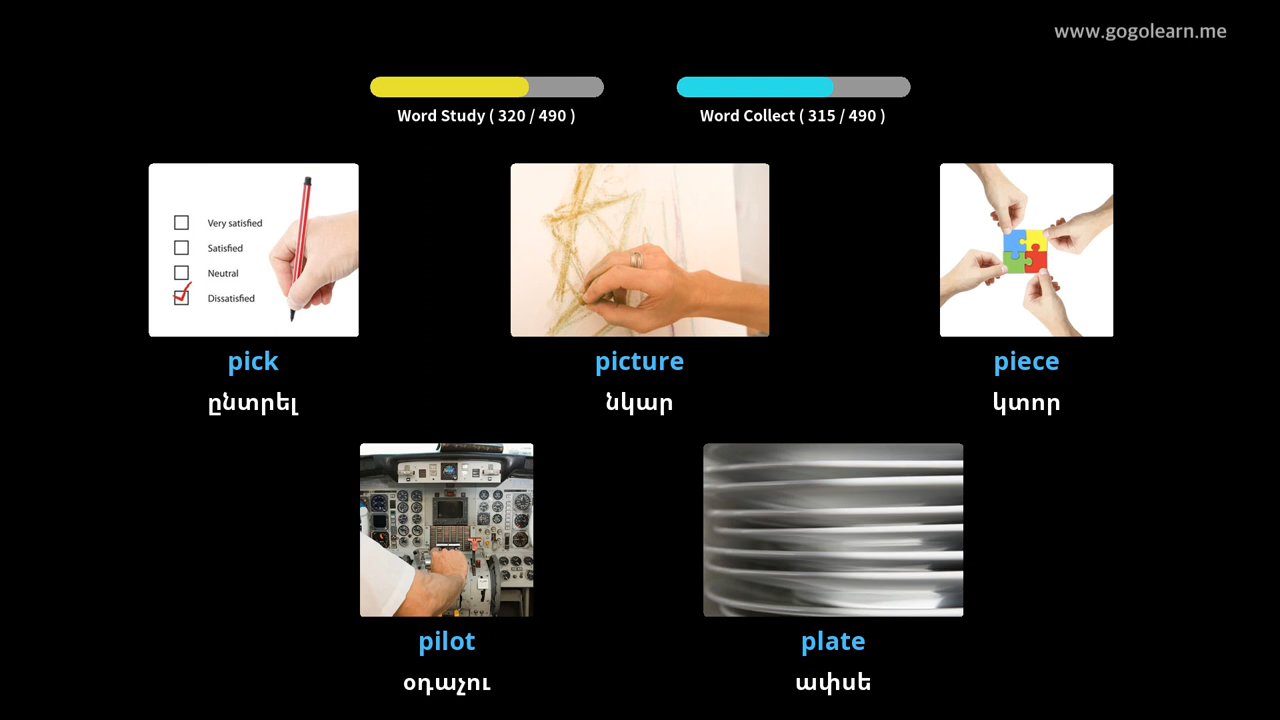 www.gogolearn.me
Word Study ( 320 / 490 )
Word Collect ( 315 / 490 )
Very satisfied
Satisfied
Neutral
Dissatisfied
pick
ընտրել
picture
նկար
piece
կտոր
pilot
օդաչու
plate
ափսե